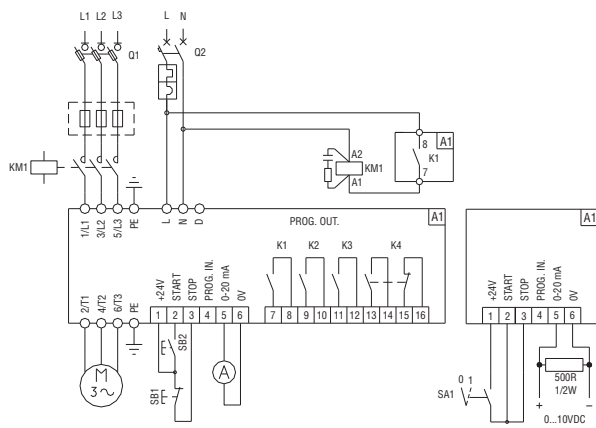 L1 L2 L3 L N
Q1 Q2
KM1
A2
KM1
A1
8
K1
7
A1
1/L1 3/L2 5/L3 PE L N D
PROG. OUT.
A1
K1 K2 K3 K4
2/T1 4/T2 6/T3 PE
+24V START STOP PROG. IN. 0-20 mA 0V
1 2 3 4 5 6 7 8 9 10 11 12 13 14 15 16
M
3~
SB2
SB1
A
A1
+24V START STOP PROG. IN. 0-20 mA 0V
1 2 3 4 5 6
500R
1/2W
0 1
SA1
+ -
0...10VDC